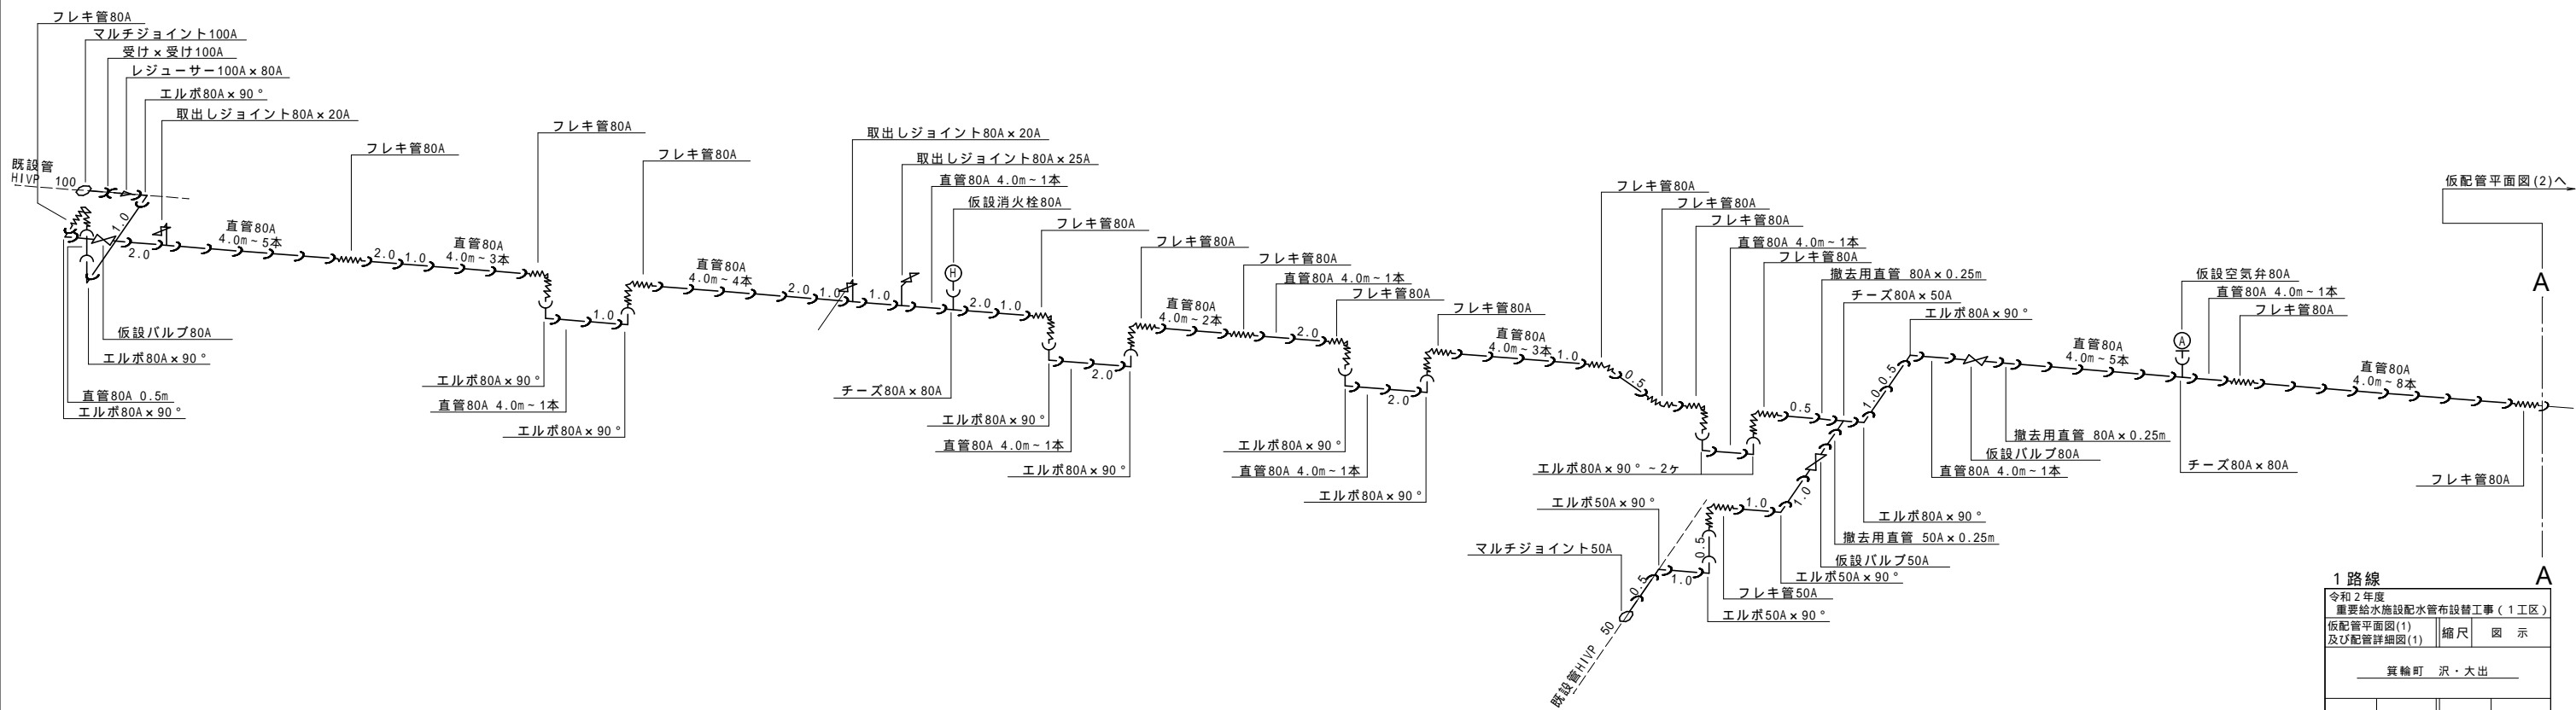 フレキ管80A
マルチジョイント100A
受け×受け100A
レジューサー100A×80A
エルボ80A×90°
取出しジョイント80A×20A
既設管
HIVP 100
1.0
2.0
直管80A
4.0m~5本
フレキ管80A
2.0
1.0
直管80A
4.0m~3本
仮設バルブ80A
エルボ80A×90°
直管80A 0.5m
エルボ80A×90°
フレキ管80A
フレキ管80A
1.0
エルボ80A×90°
直管80A 4.0m~1本
エルボ80A×90°
直管80A
4.0m~4本
2.0
1.0
1.0
取出しジョイント80A×20A
取出しジョイント80A×25A
直管80A 4.0m~1本
仮設消火栓80A
H
2.0
1.0
チーズ80A×80A
フレキ管80A
フレキ管80A
2.0
エルボ80A×90°
直管80A 4.0m~1本
エルボ80A×90°
直管80A
4.0m~2本
フレキ管80A
直管80A 4.0m~1本
フレキ管80A
2.0
2.0
エルボ80A×90°
直管80A 4.0m~1本
エルボ80A×90°
フレキ管80A
直管80A
4.0m~3本
1.0
フレキ管80A
フレキ管80A
フレキ管80A
直管80A 4.0m~1本
フレキ管80A
撤去用直管 80A×0.25m
チーズ80A×50A
エルボ80A×90°
0.5
0.5
1.0
0.5
エルボ80A×90°~2ケ
エルボ50A×90°
マルチジョイント50A
0.5
1.0
0.5
1.0
1.0
既設管HIVP 50
フレキ管50A
エルボ50A×90°
エルボ50A×90°
仮設バルブ50A
撤去用直管 50A×0.25m
エルボ80A×90°
直管80A 4.0m~1本
仮設バルブ80A
撤去用直管 80A×0.25m
直管80A
4.0m~5本
仮設空気弁80A
A
直管80A 4.0m~1本
フレキ管80A
チーズ80A×80A
直管80A
4.0m~8本
フレキ管80A
仮配管平面図(2)へ
A
A
1路線
令和2年度
重要給水施設配水管布設替工事(1工区)
仮配管平面図(1)
及び配管詳細図(1)
縮尺
図 示
箕輪町 沢・大出